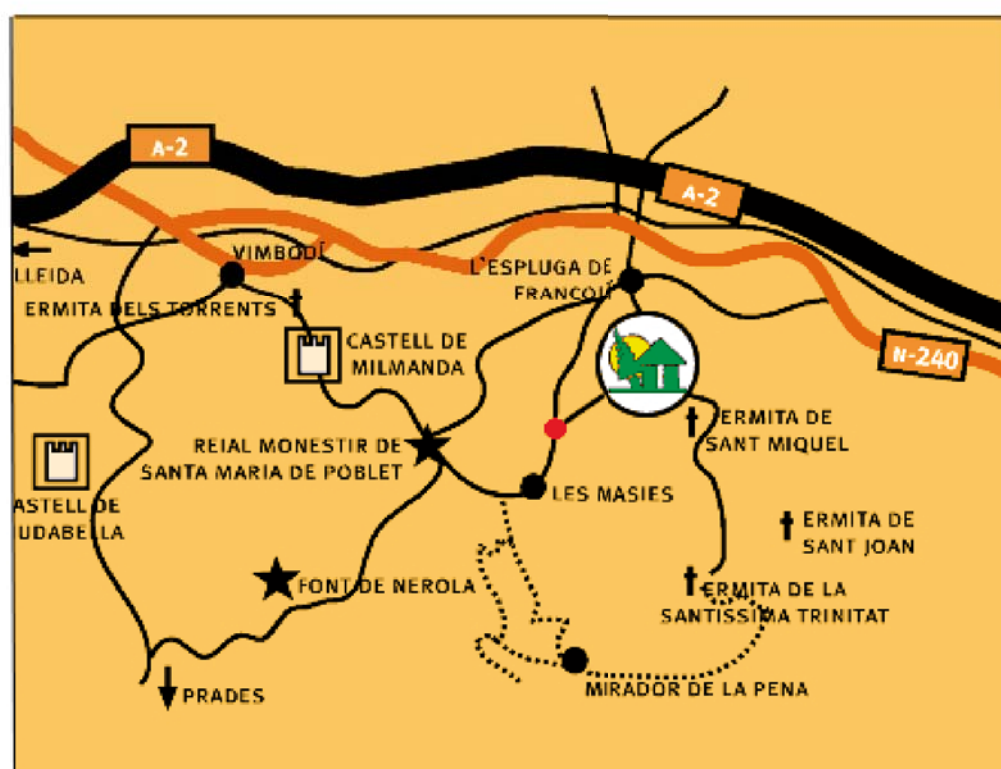 A-2
A-2
VIMBODÍ
LLEIDA
L'ESPLUGA DE
FRANCOLÍ
ERMITA DELS TORRENTS
CASTELL DE
MILMANDA
N-240
ERMITA DE
SANT MIQUEL
REIAL MONESTIR DE
SANTA MARIA DE POBLET
LES MASIES
ASTELL DE
UDABELLA
ERMITA DE
SANT JOAN
FONT DE NEROLA
ERMITA DE LA
SANTISSIMA TRINITAT
MIRADOR DE LA PENA
PRADES